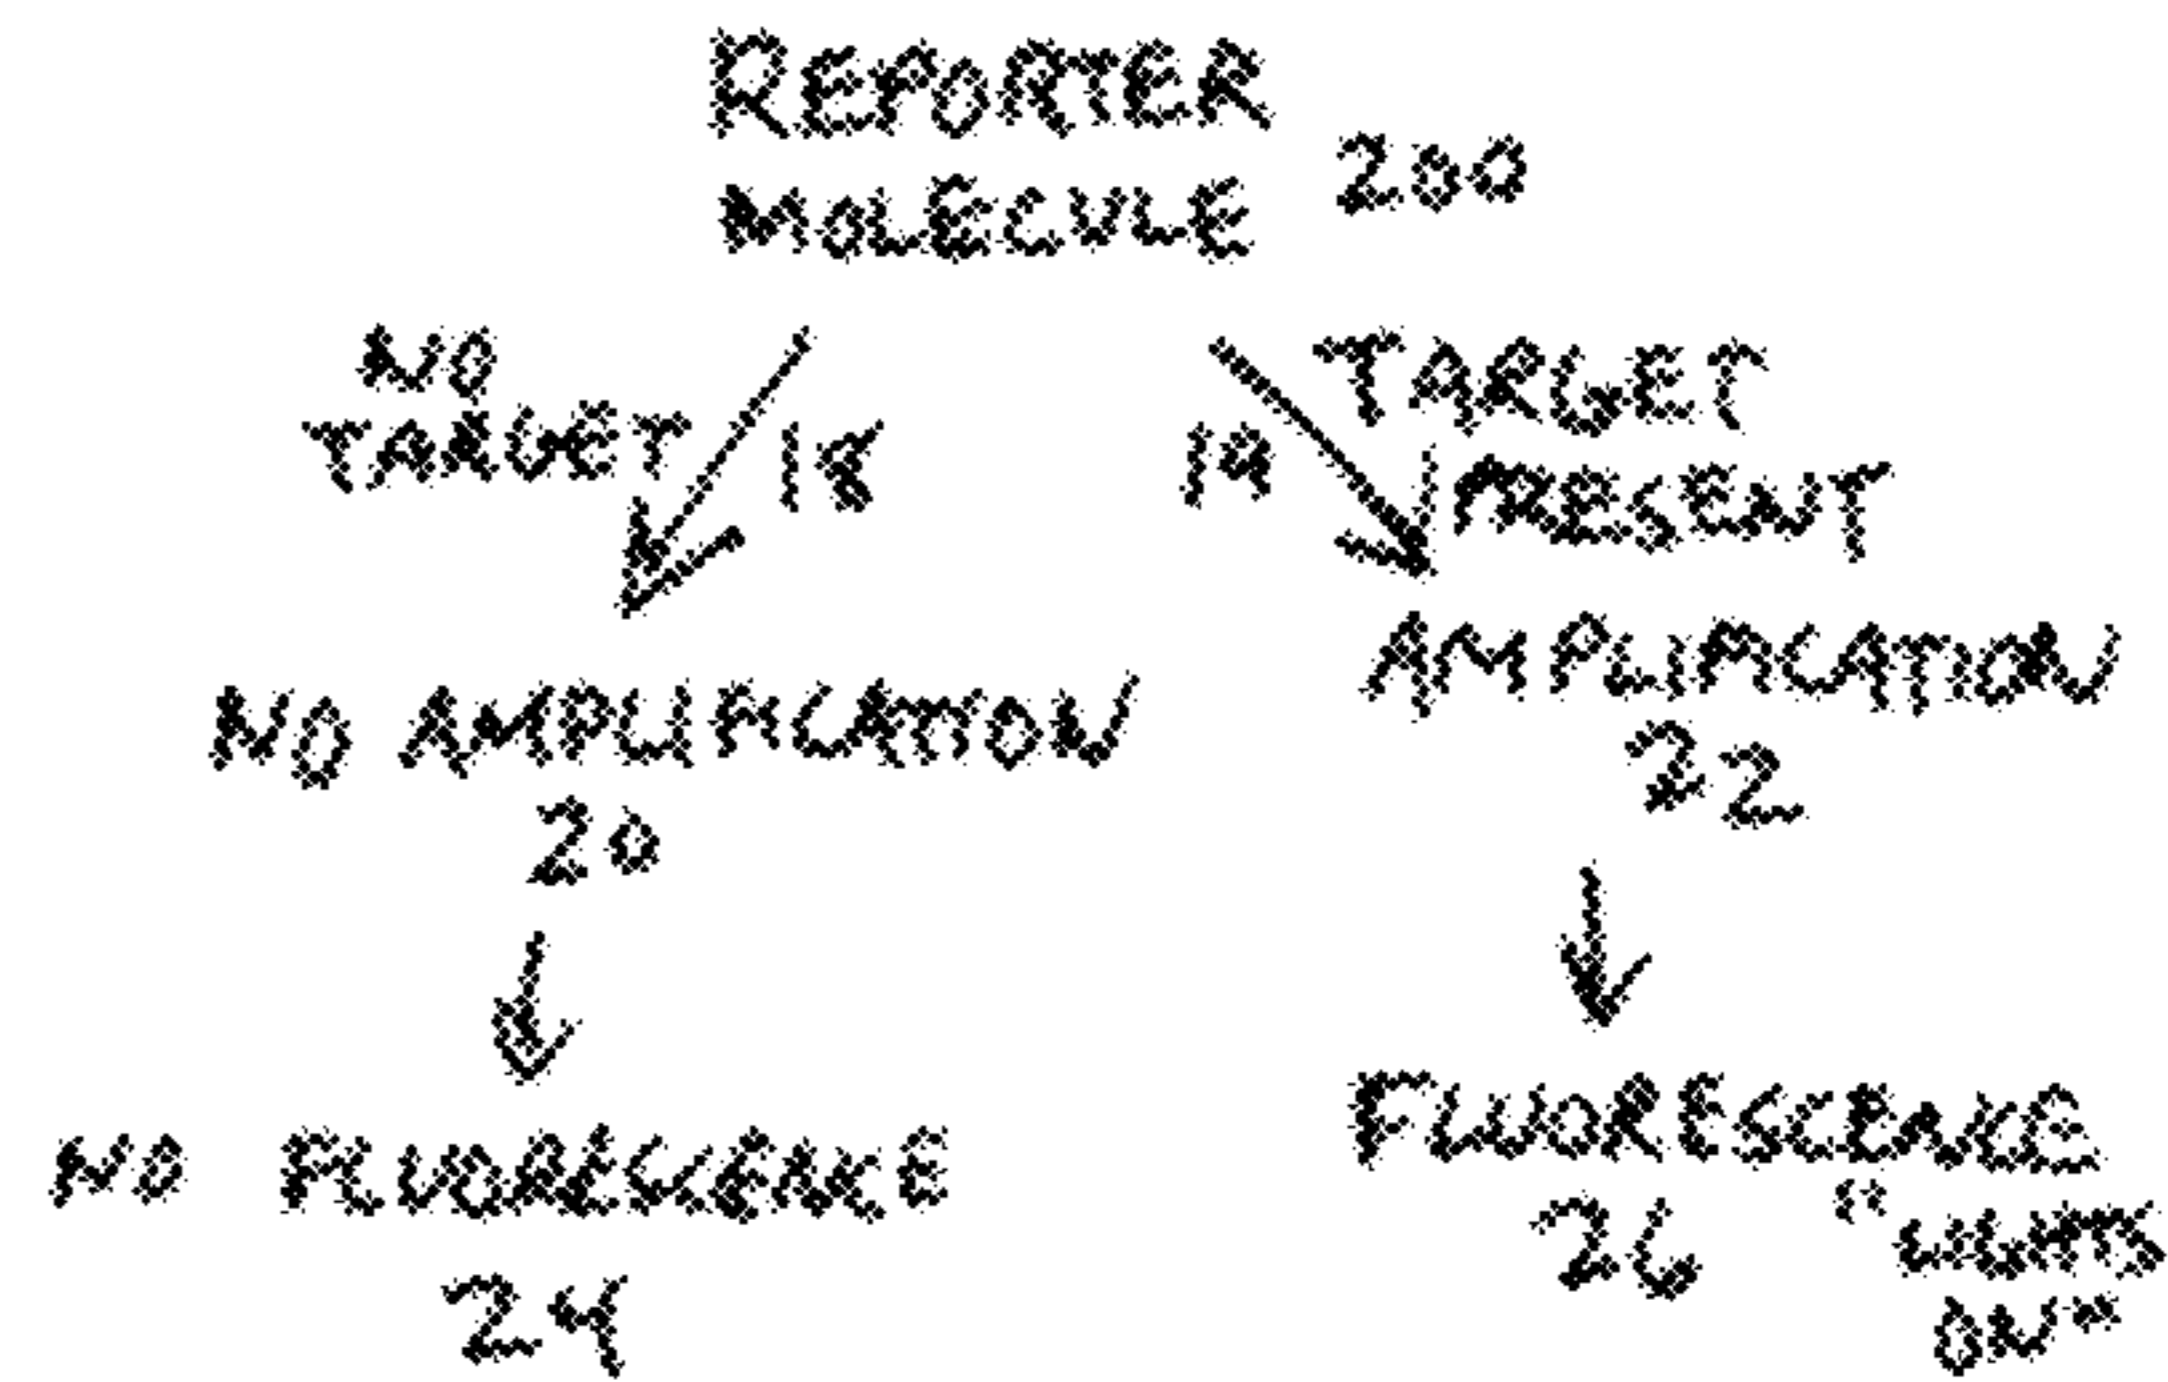 REPORTER
MOLECULE 200
NO
TARGET
18
19
TARGET
PRESENT
NO AMPLIFICATION
20
AMPLIFICATION
22
NO FLUORESCENCE
24
FLUORESCENCE
26 "LIGHTS
ON"